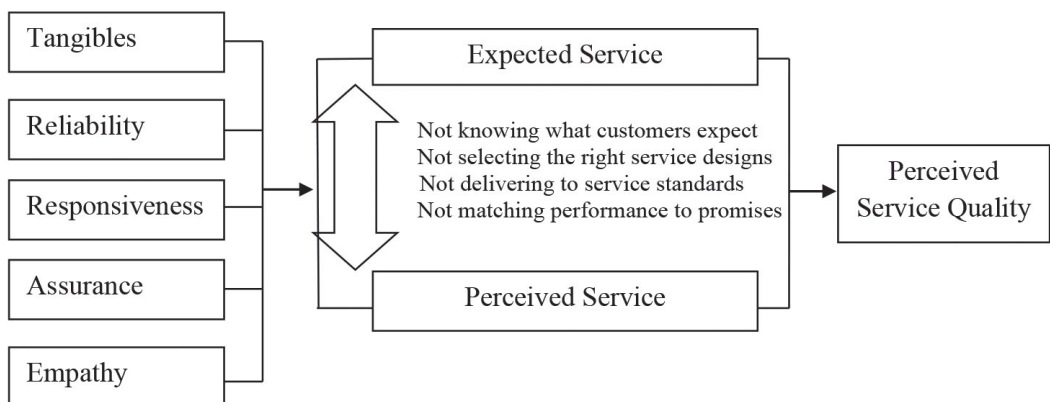 Tangibles
Reliability
Responsiveness
Assurance
Empathy
Expected Service
Not knowing what customers expect
Not selecting the right service designs
Not delivering to service standards
Not matching performance to promises
Perceived Service
Perceived
Service Quality